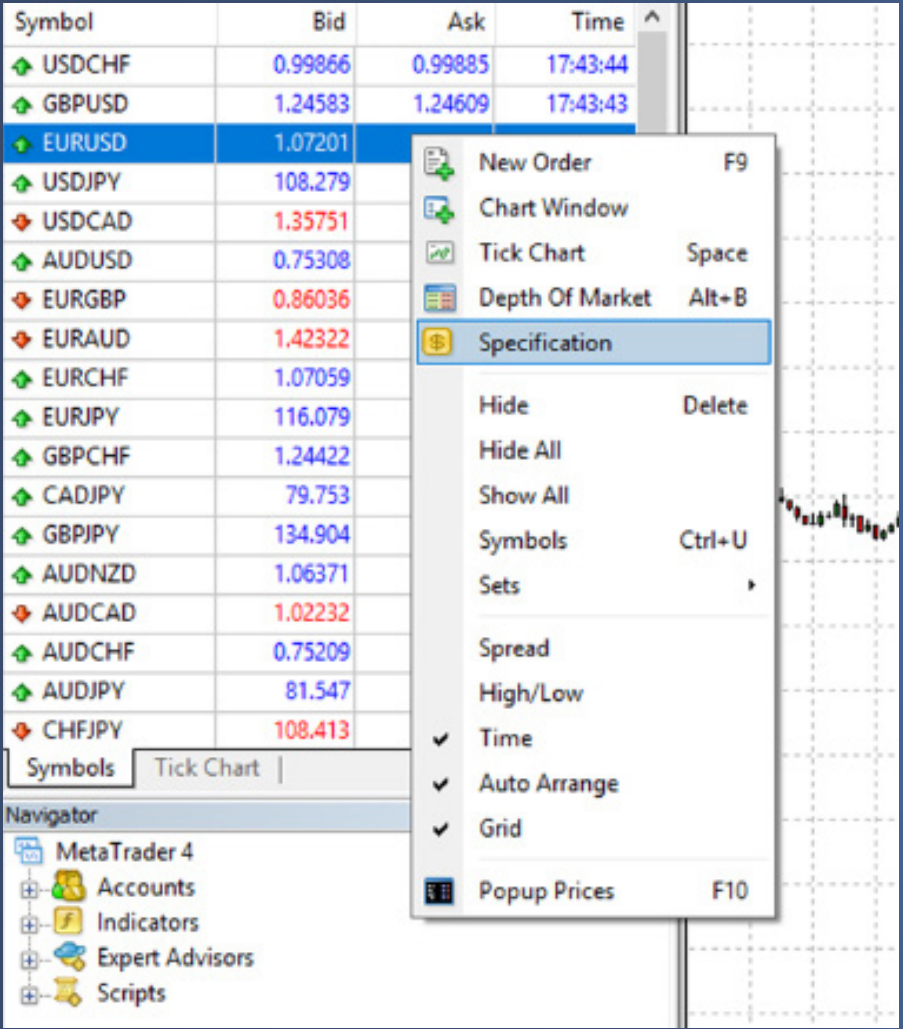 Symbol Bid Ask Time
USDCHF 0.99866 0.99885 17:43:44
GBPUSD 1.24583 1.24609 17:43:43
EURUSD 1.07201
USDJPY 108.279
USDCAD 1.35751
AUDUSD 0.75308
EURGBP 0.86036
EURAUD 1.42322
EURCHF 1.07059
EURJPY 116.079
GBPCHF 1.24422
CADJPY 79.753
GBPJPY 134.904
AUDNZD 1.06371
AUDCAD 1.02232
AUDCHF 0.75209
AUDJPY 81.547
CHFJPY 108.413
Symbols Tick Chart
New Order F9
Chart Window
Tick Chart Space
Depth Of Market Alt+B
Specification
Hide Delete
Hide All
Show All
Symbols Ctrl+U
Sets
Spread
High/Low
Time
Auto Arrange
Grid
Popup Prices F10
Navigator
MetaTrader 4
Accounts
Indicators
Expert Advisors
Scripts